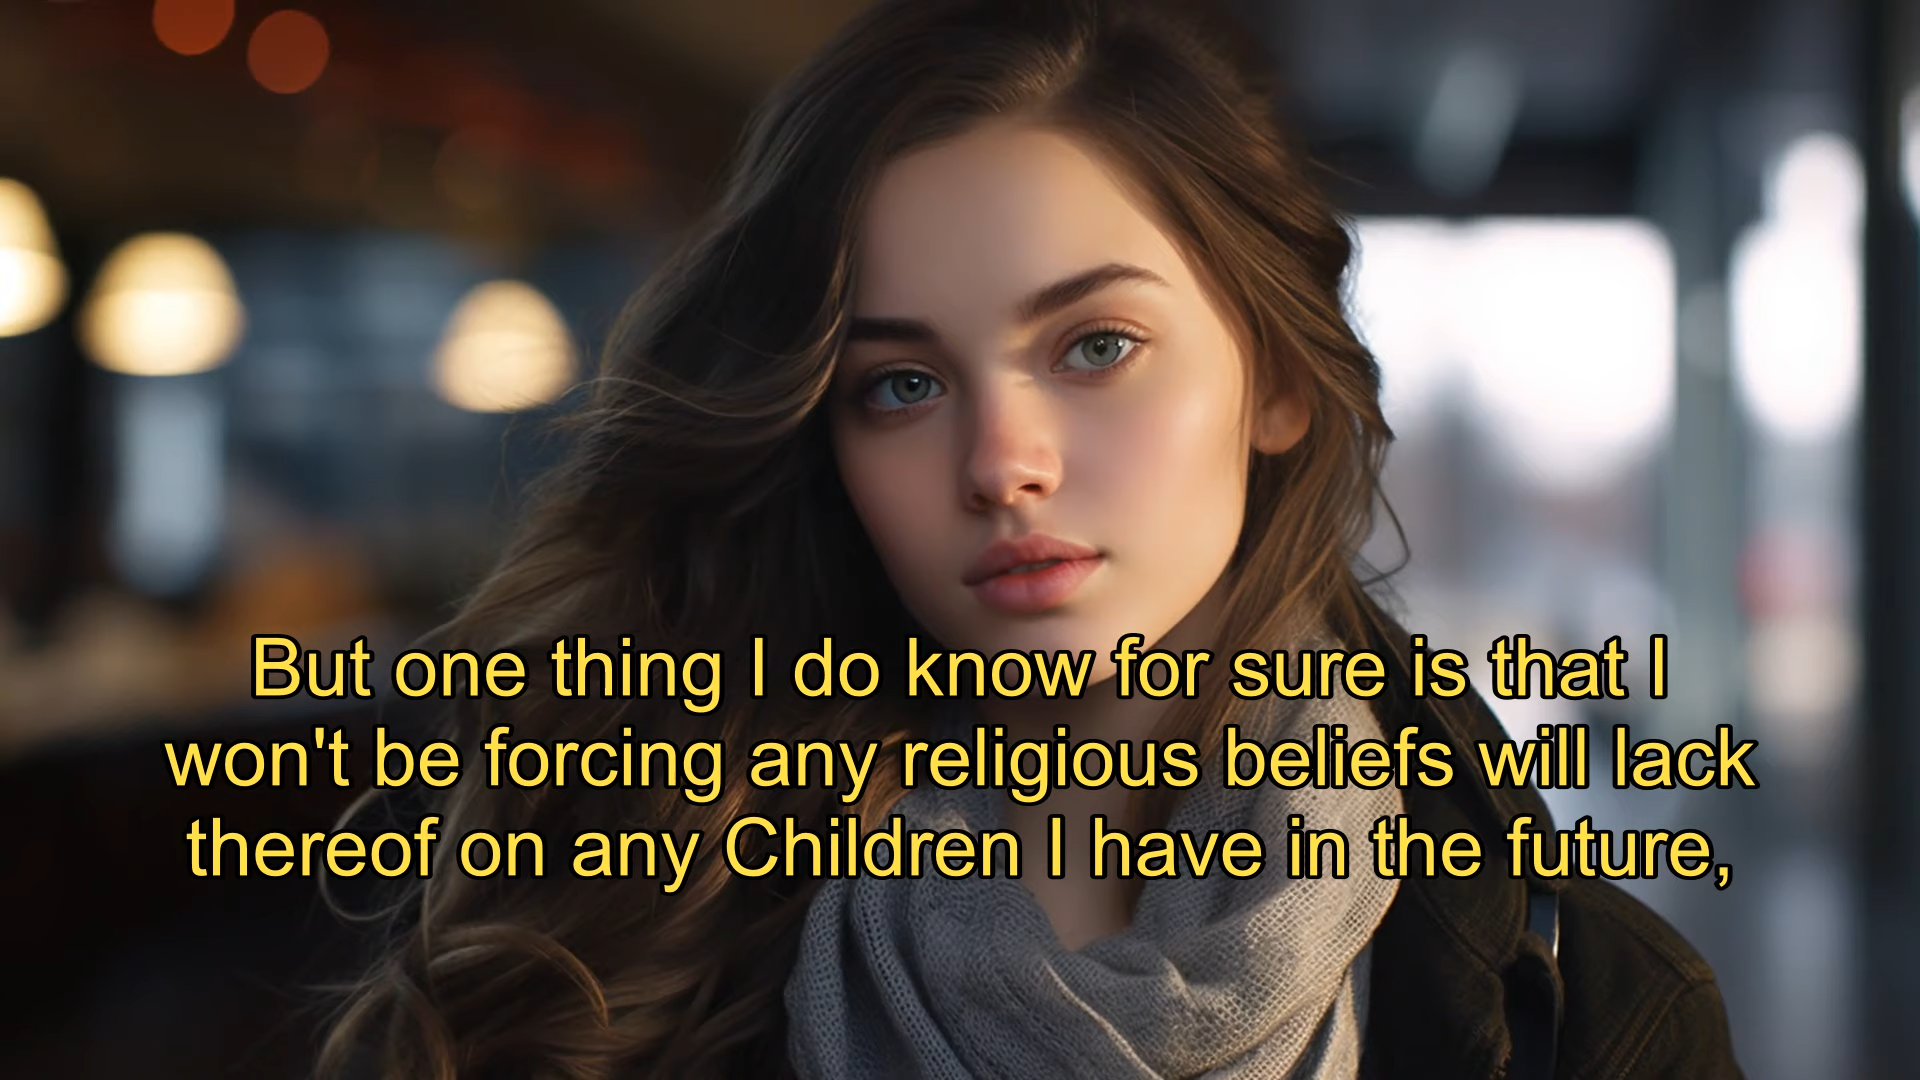 But one thing I do know for sure is that I
won't be forcing any religious beliefs will lack
thereof on any Children I have in the future,